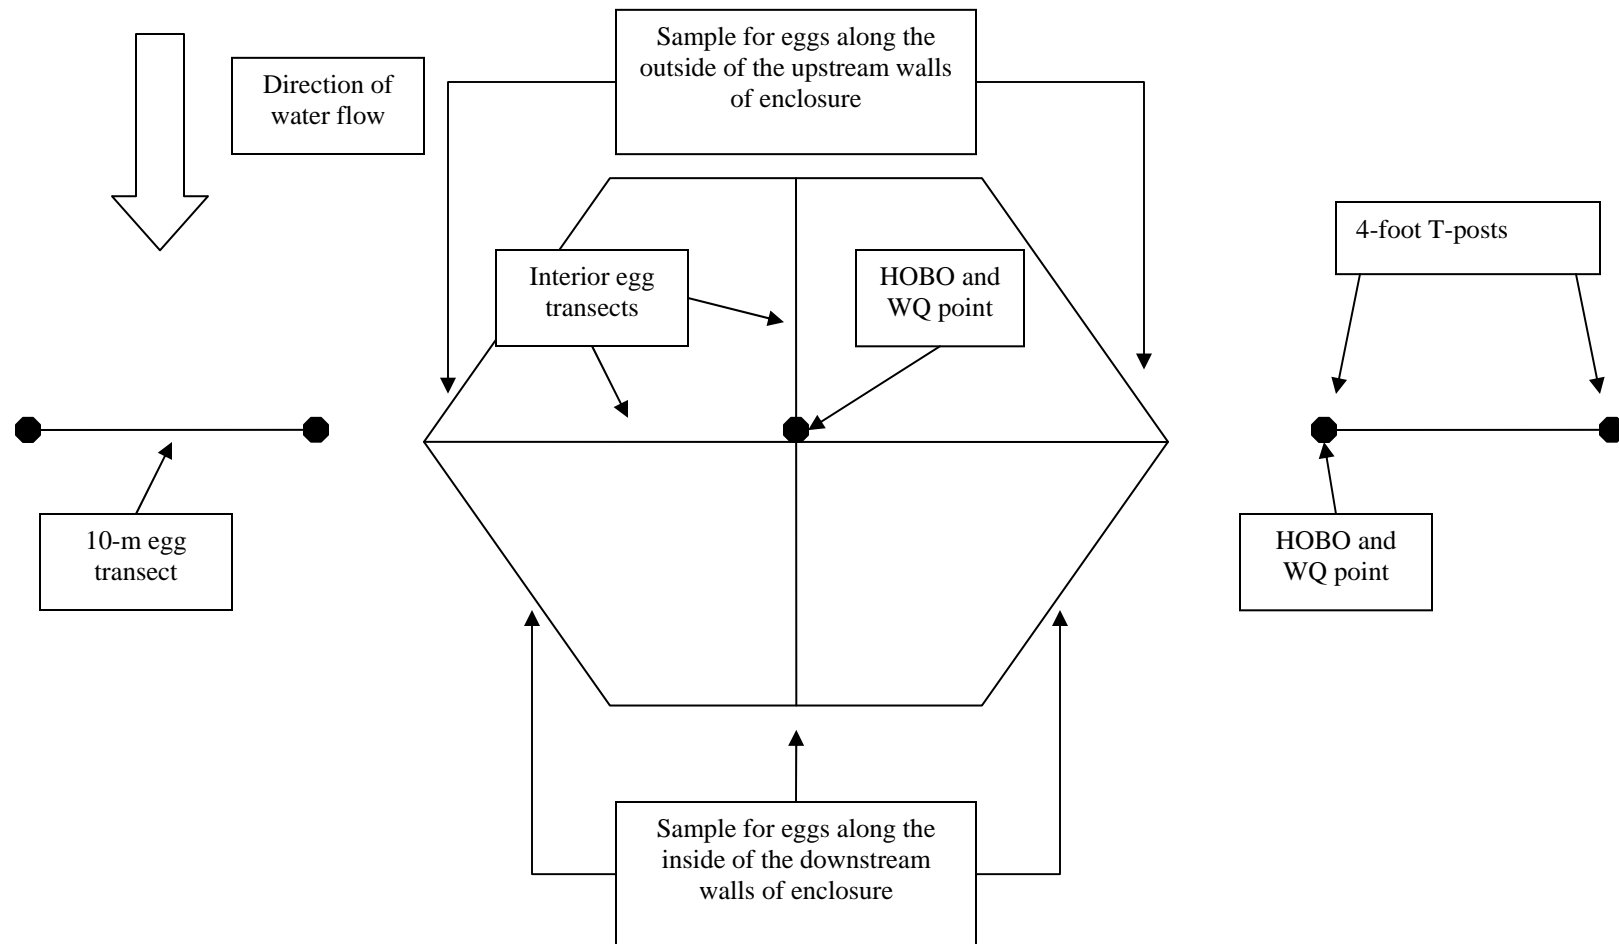 Sample for eggs along the
outside of the upstream walls
of enclosure
Direction of
water flow
4-foot T-posts
Interior egg
transects
HOBO and
WQ point
10-m egg
transect
HOBO and
WQ point
Sample for eggs along the
inside of the downstream
walls of enclosure